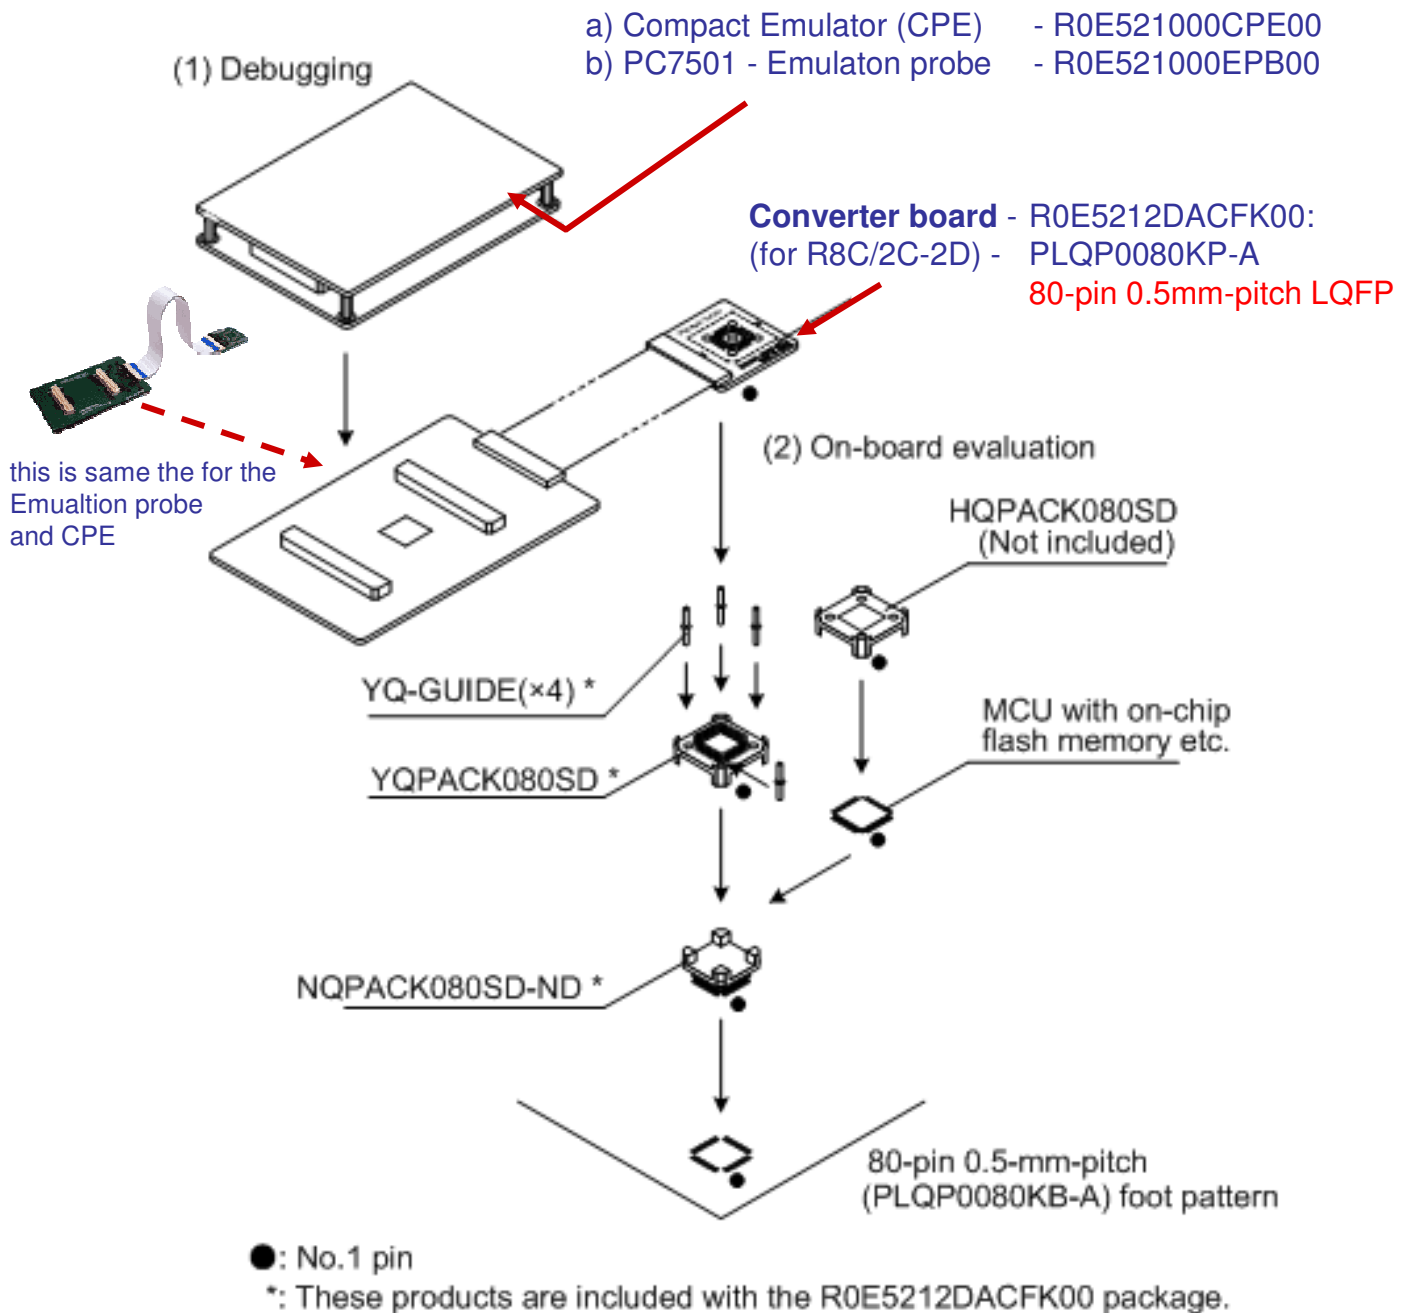 a) Compact Emulator (CPE) - R0E521000CPE00
b) PC7501 - Emulaton probe - R0E521000EPB00
(1) Debugging
Converter board - R0E5212DACFK00:
(for R8C/2C-2D) - PLQP0080KP-A
80-pin 0.5mm-pitch LQFP
this is same the for the
Emualtion probe
and CPE
(2) On-board evaluation
HQPACK080SD
(Not included)
YQ-GUIDE(×4) *
MCU with on-chip
flash memory etc.
YQPACK080SD *
NQPACK080SD-ND *
80-pin 0.5-mm-pitch
(PLQP0080KB-A) foot pattern
●: No.1 pin
*: These products are included with the R0E5212DACFK00 package.